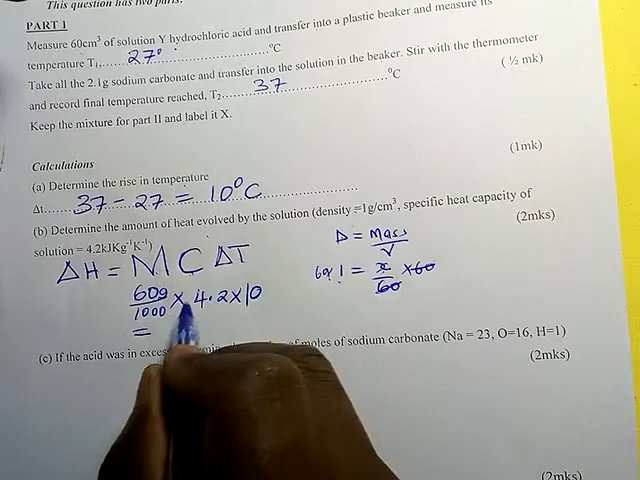 This question has two parts.
PART 1
Measure 60cm³ of solution Y hydrochloric acid and transfer into a plastic beaker and measure its
temperature T₁......27°......⁰C
Take all the 2.1g sodium carbonate and transfer into the solution in the beaker. Stir with the thermometer
and record final temperature reached, T₂......37......⁰C
(½ mk)
Keep the mixture for part II and label it X.
Calculations
(1mk)
(a) Determine the rise in temperature
Δt......37 - 27 = 10⁰C......
(b) Determine the amount of heat evolved by the solution (density =1g/cm³, specific heat capacity of
solution = 4.2kJKg⁻¹K⁻¹)
(2mks)
ΔH = MCΔT
60g/1000 × 4.2 × 10
=
D = Mass/V
60× 1 = x/60 × 60
(c) If the acid was in excess of moles of sodium carbonate (Na = 23, O=16, H=1)
(2mks)
(2mks)